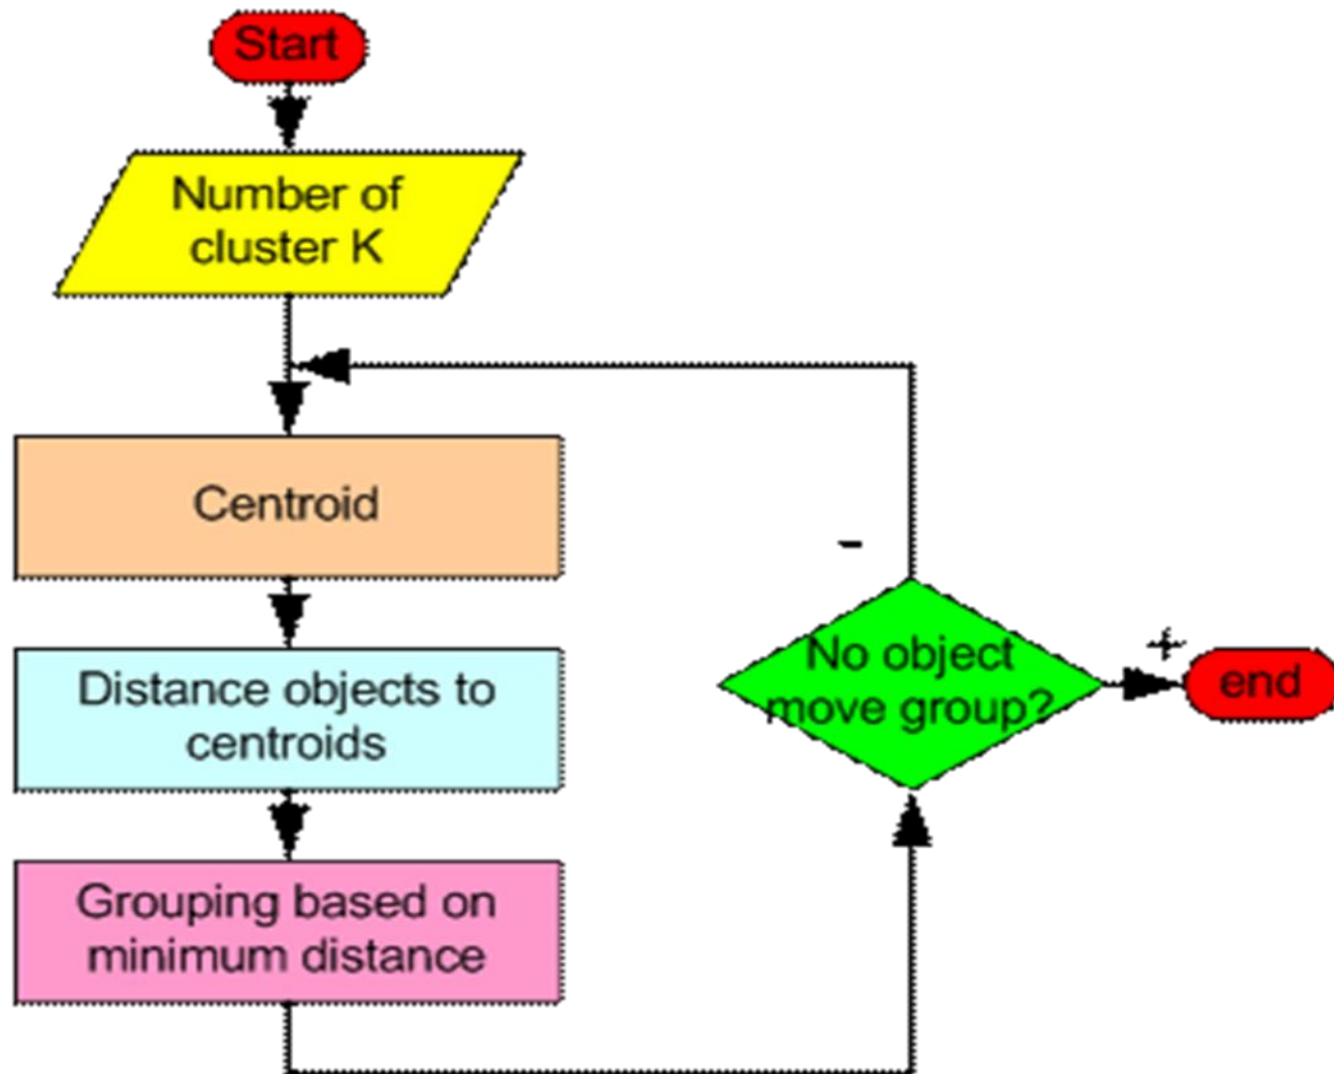 Start
Number of
cluster K
Centroid
Distance objects to
centroids
Grouping based on
minimum distance
-
No object
move group?
+
end